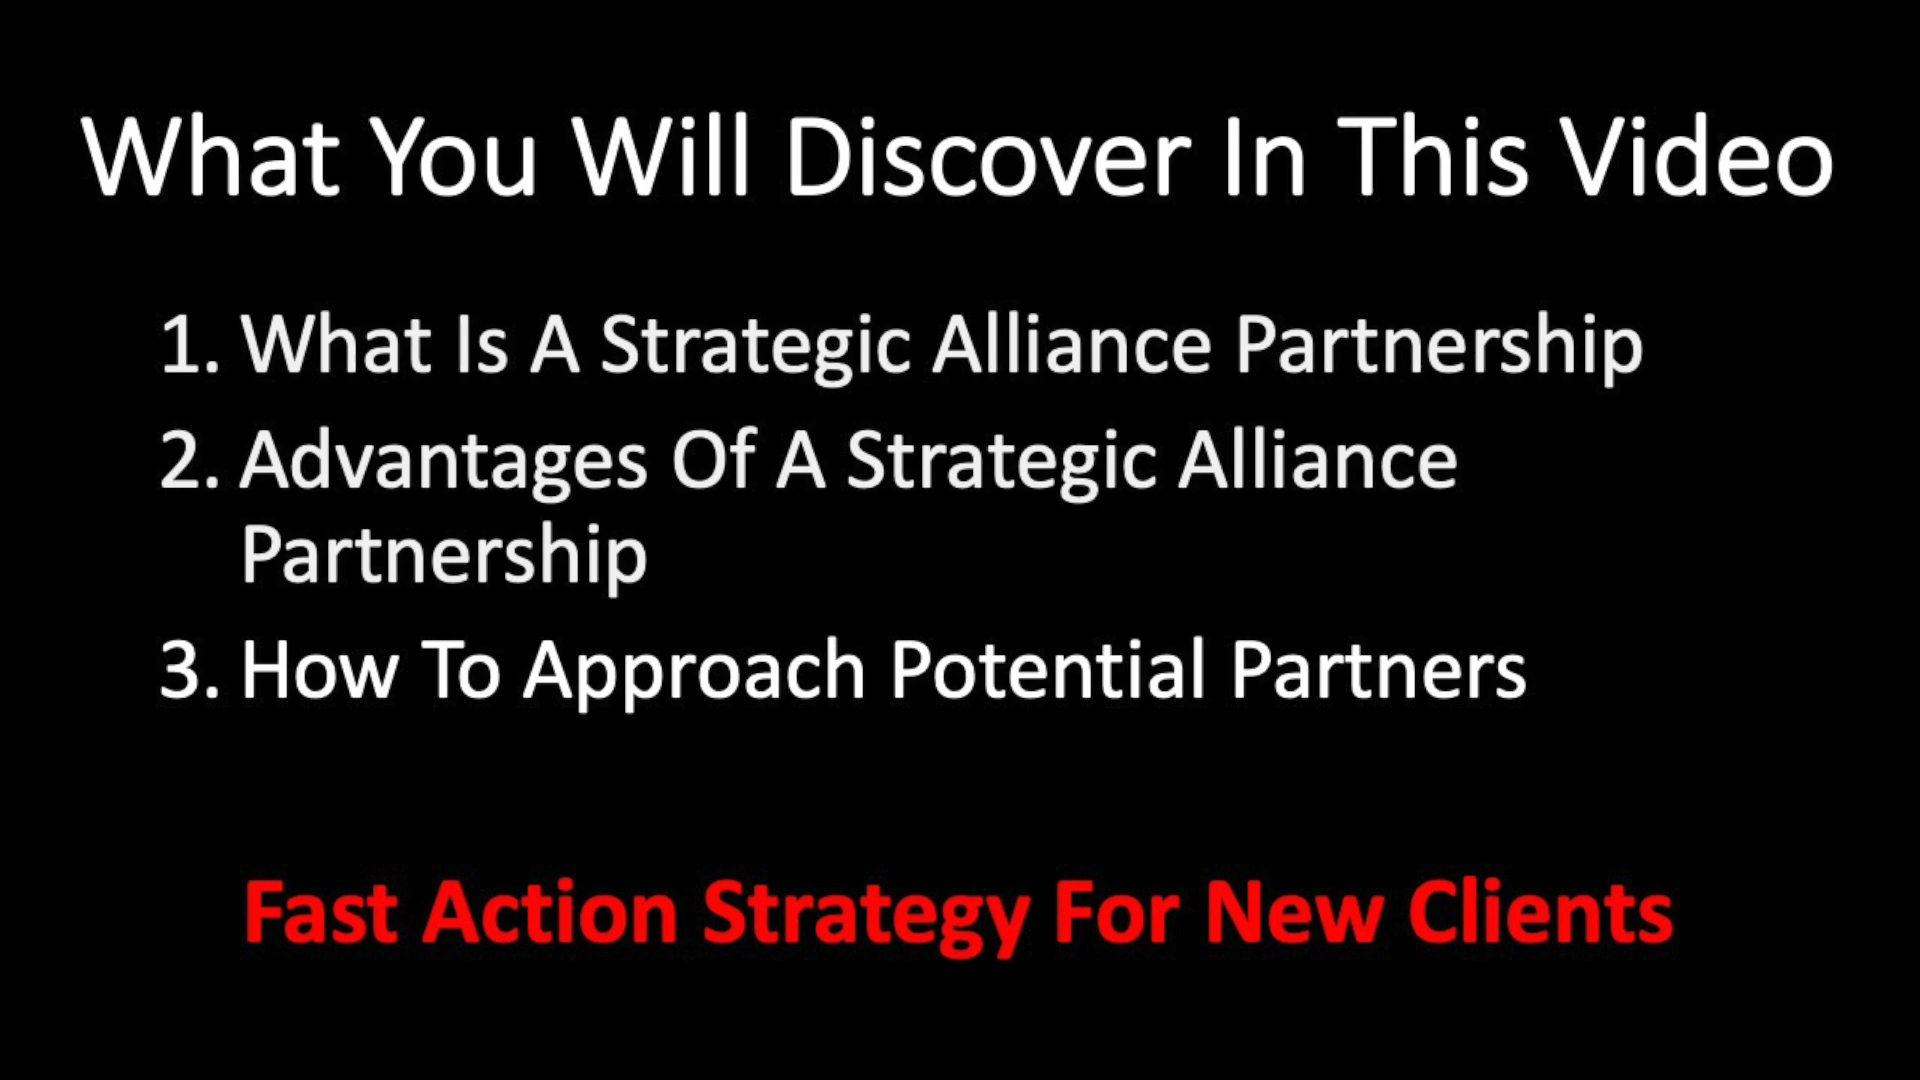 What You Will Discover In This Video
1. What Is A Strategic Alliance Partnership
2. Advantages Of A Strategic Alliance
Partnership
3. How To Approach Potential Partners
Fast Action Strategy For New Clients